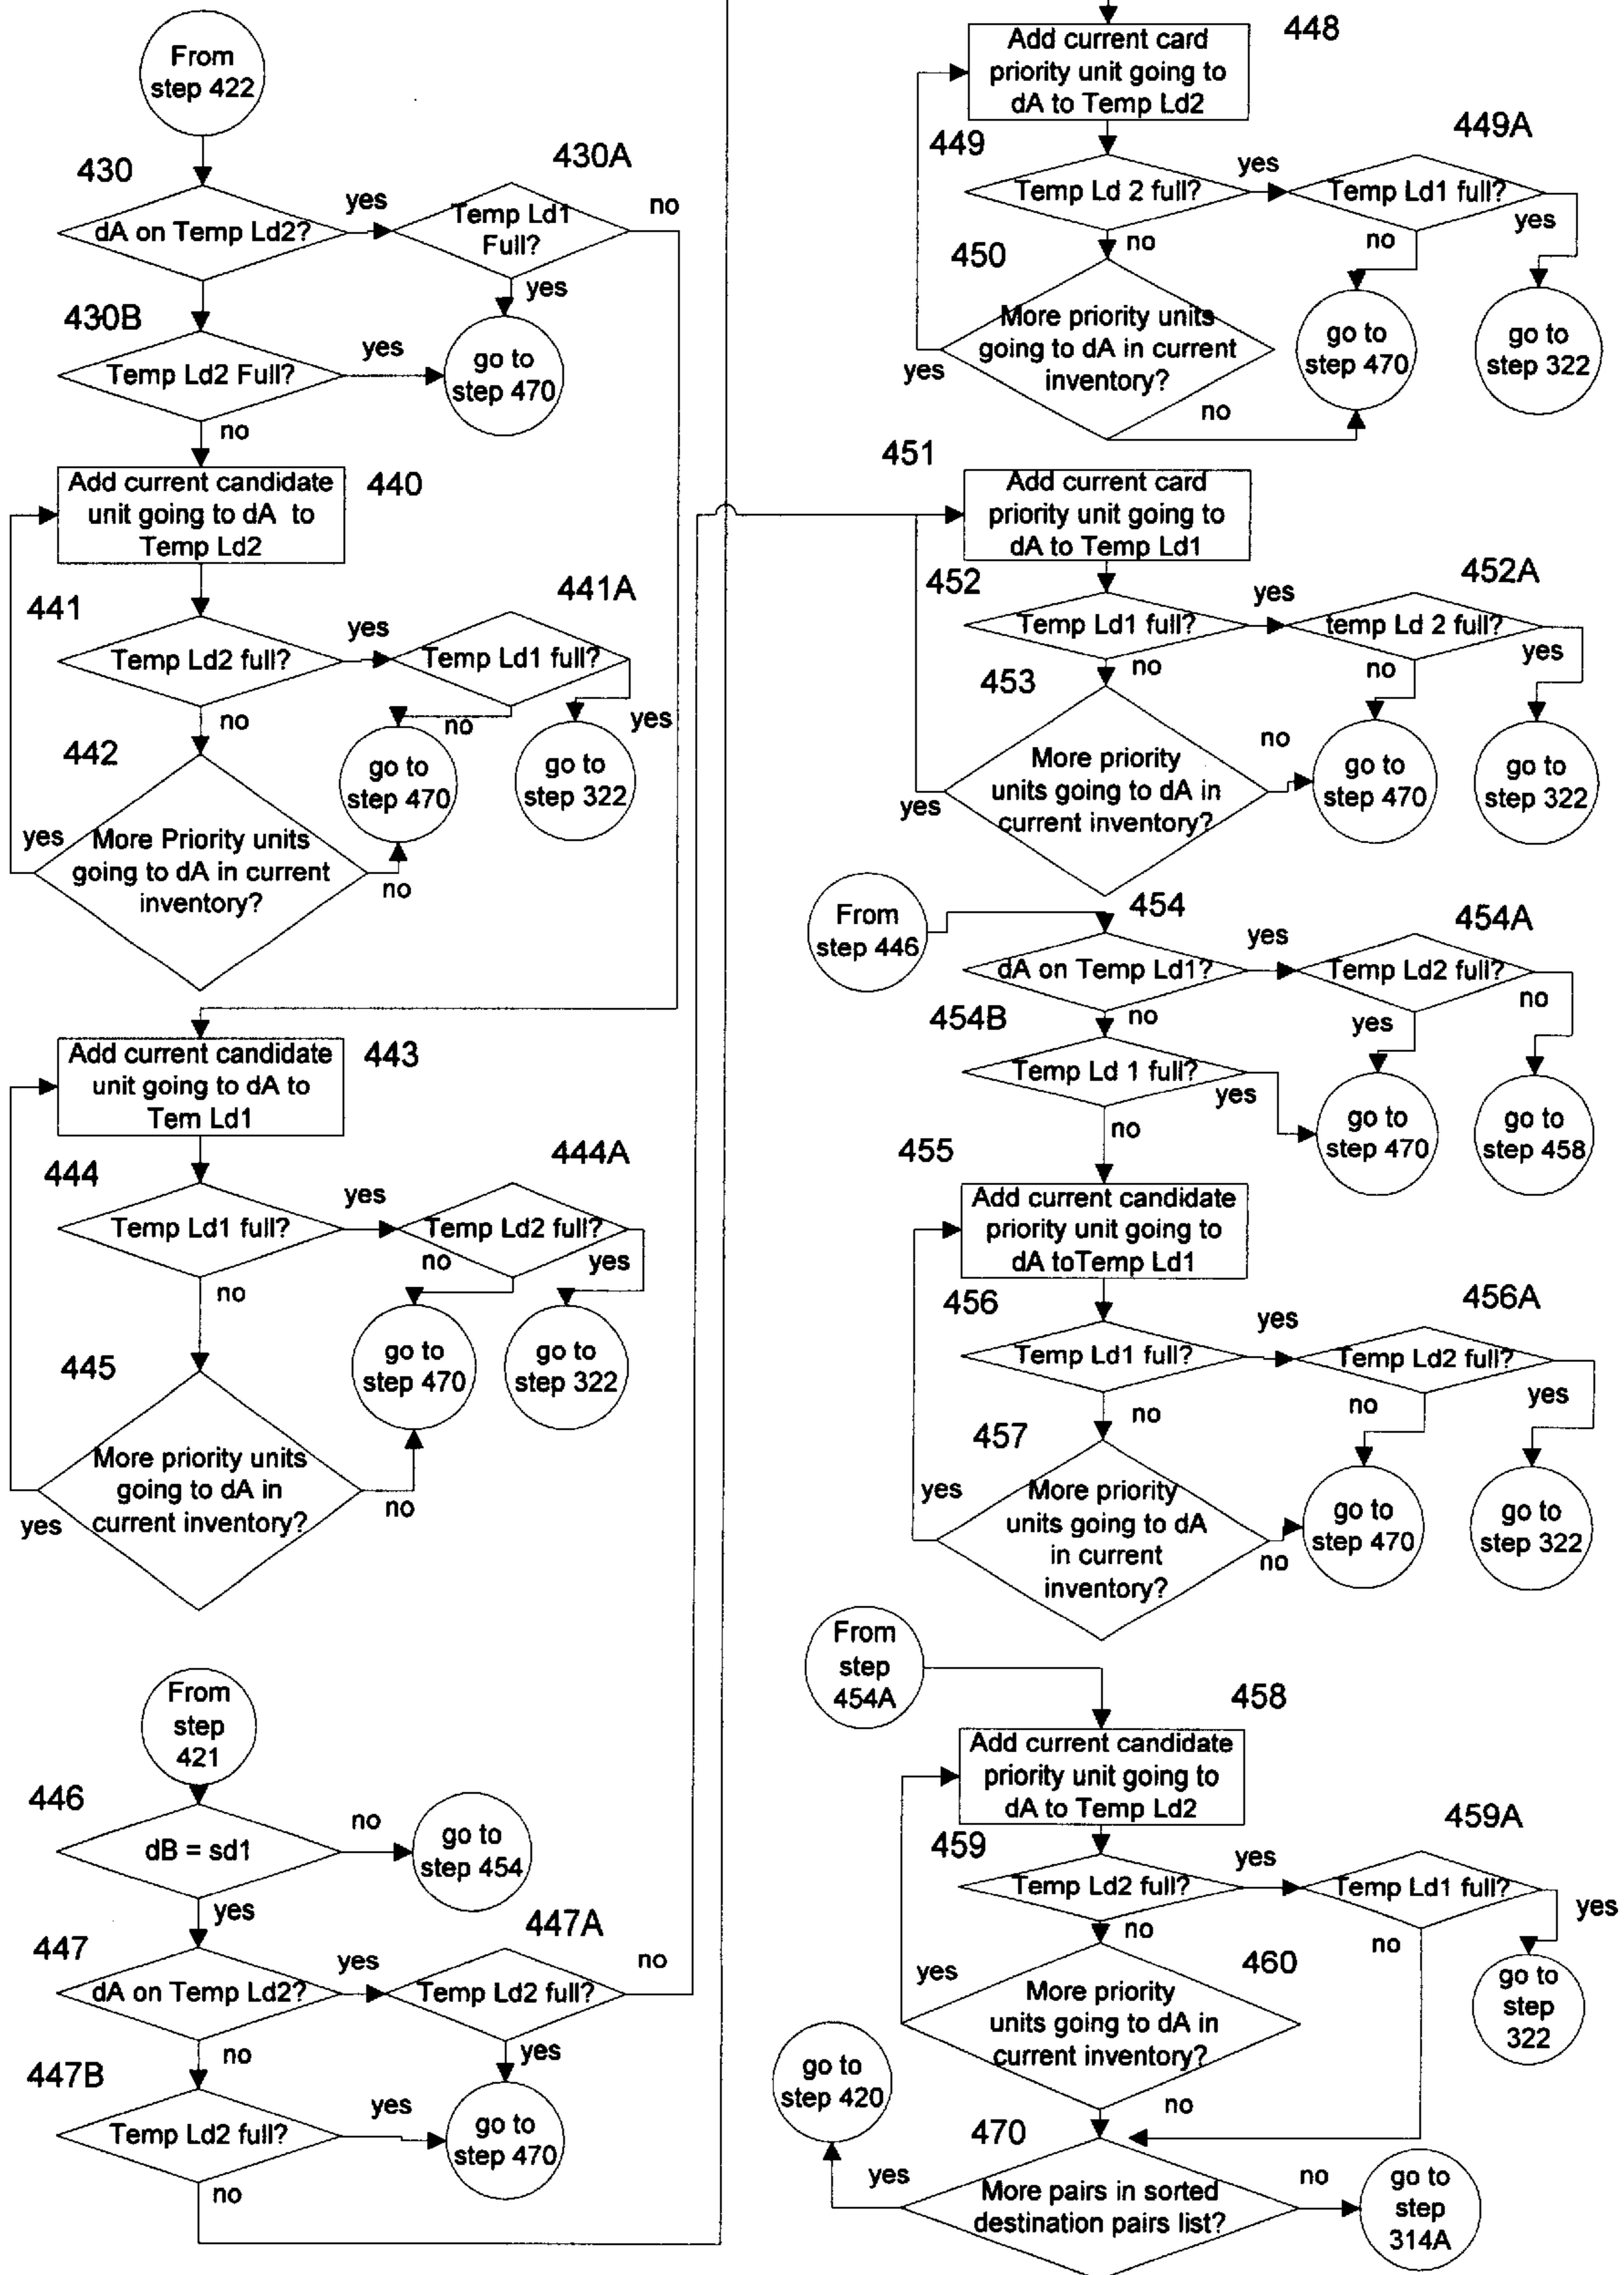 From
step 422
430
dA on Temp Ld2?
yes
430A
Temp Ld1
Full?
no
yes
430B
Temp Ld2 Full?
yes
go to
step 470
no
Add current candidate
unit going to dA to
Temp Ld2
440
441
Temp Ld2 full?
yes
441A
Temp Ld1 full?
no
no
yes
442
go to
step 470
go to
step 322
yes
More Priority units
going to dA in current
inventory?
no
Add current candidate
unit going to dA to
Tem Ld1
443
444
Temp Ld1 full?
yes
444A
Temp Ld2 full?
no
yes
no
445
go to
step 470
go to
step 322
More priority units
going to dA in
current inventory?
yes
no
From
step
421
446
dB = sd1
no
go to
step 454
yes
447
dA on Temp Ld2?
yes
447A
Temp Ld2 full?
no
no
yes
447B
Temp Ld2 full?
yes
go to
step 470
no
448
Add current card
priority unit going to
dA to Temp Ld2
449
Temp Ld 2 full?
yes
449A
Temp Ld1 full?
yes
no
no
450
More priority units
going to dA in current
inventory?
yes
no
go to
step 470
go to
step 322
451
Add current card
priority unit going to
dA to Temp Ld1
452
Temp Ld1 full?
yes
452A
temp Ld 2 full?
yes
no
no
453
More priority
units going to dA in
current inventory?
yes
no
go to
step 470
go to
step 322
From
step 446
454
dA on Temp Ld1?
yes
454A
Temp Ld2 full?
no
yes
no
454B
Temp Ld 1 full?
yes
go to
step 470
go to
step 458
no
455
Add current candidate
priority unit going to
dA toTemp Ld1
456
Temp Ld1 full?
yes
456A
Temp Ld2 full?
yes
no
no
457
More priority
units going to dA
in current
inventory?
yes
no
go to
step 470
go to
step 322
From
step
454A
458
Add current candidate
priority unit going to
dA to Temp Ld2
459
Temp Ld2 full?
yes
459A
Temp Ld1 full?
yes
no
no
460
go to
step
322
yes
More priority
units going to dA in
current inventory?
no
go to
step 420
470
yes
More pairs in sorted
destination pairs list?
no
go to
step
314A